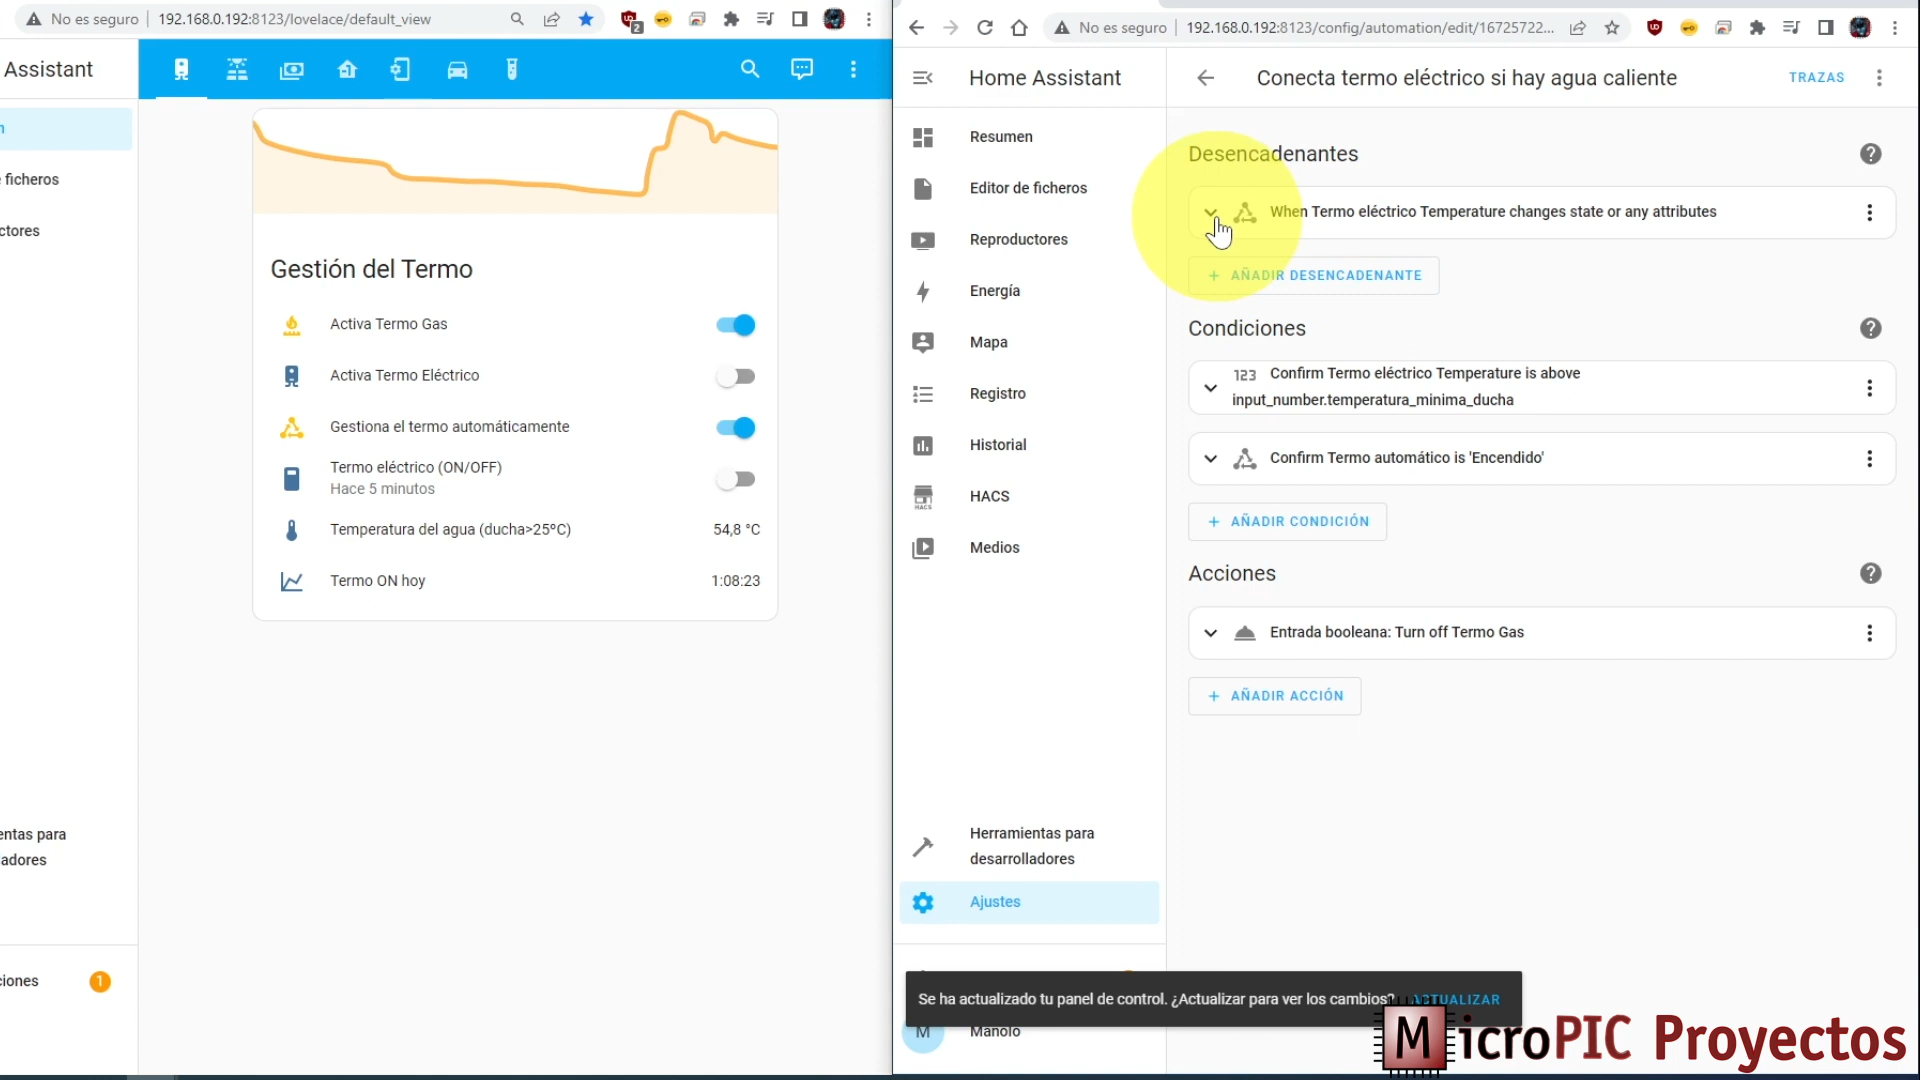 No es seguro
192.168.0.192:8123/lovelace/default_view
2
Assistant
n
ficheros
ctores
entas para
adores
ciones
1
Gestión del Termo
Activa Termo Gas
Activa Termo Eléctrico
Gestiona el termo automáticamente
Termo eléctrico (ON/OFF)
Hace 5 minutos
Temperatura del agua (ducha>25ºC)
54,8 °C
Termo ON hoy
1:08:23
No es seguro
192.168.0.192:8123/config/automation/edit/16725722...
Home Assistant
Resumen
Editor de ficheros
Reproductores
Energía
Mapa
Registro
Historial
HACS
HACS
Medios
Herramientas para
desarrolladores
Ajustes
M
Manolo
Conecta termo eléctrico si hay agua caliente
TRAZAS
Desencadenantes
When Termo eléctrico Temperature changes state or any attributes
+ AÑADIR DESENCADENANTE
Condiciones
123 Confirm Termo eléctrico Temperature is above
input_number.temperatura_minima_ducha
Confirm Termo automático is 'Encendido'
+ AÑADIR CONDICIÓN
Acciones
Entrada booleana: Turn off Termo Gas
+ AÑADIR ACCIÓN
Se ha actualizado tu panel de control. ¿Actualizar para ver los cambios?
ACTUALIZAR
MicroPIC Proyectos